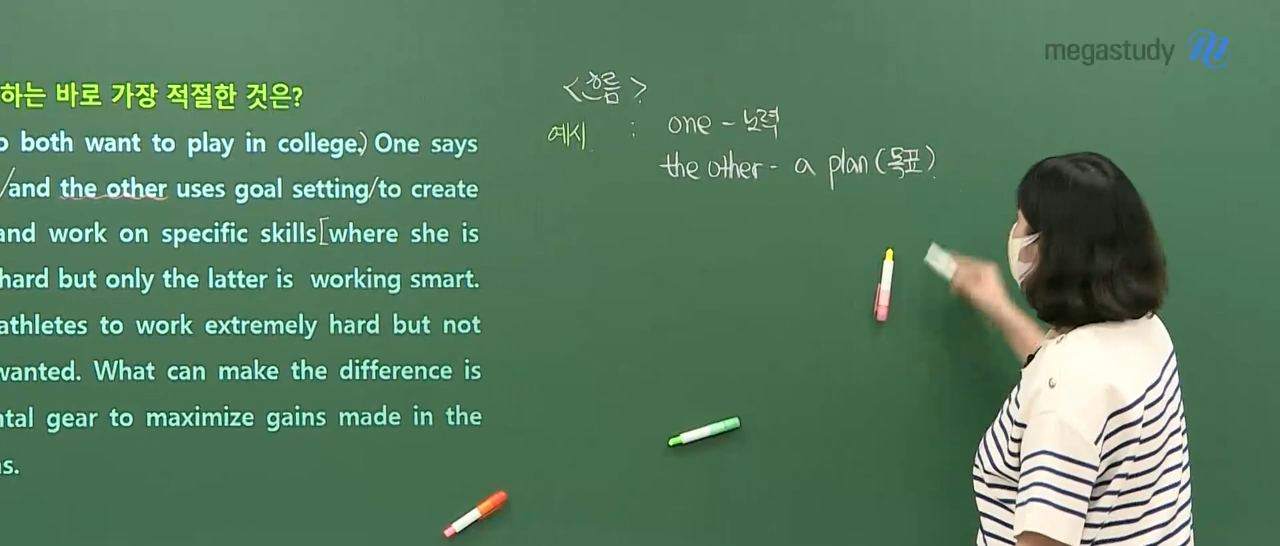 megastudy
하는 바로 가장 적절한 것은?
both want to play in college.) One says
/and the other uses goal setting/to create
and work on specific skills[where she is
hard but only the latter is working smart.
athletes to work extremely hard but not
wanted. What can make the difference is
gear to maximize gains made in the
<흐름>
예시 : one - 노력
the other - a plan (목표)